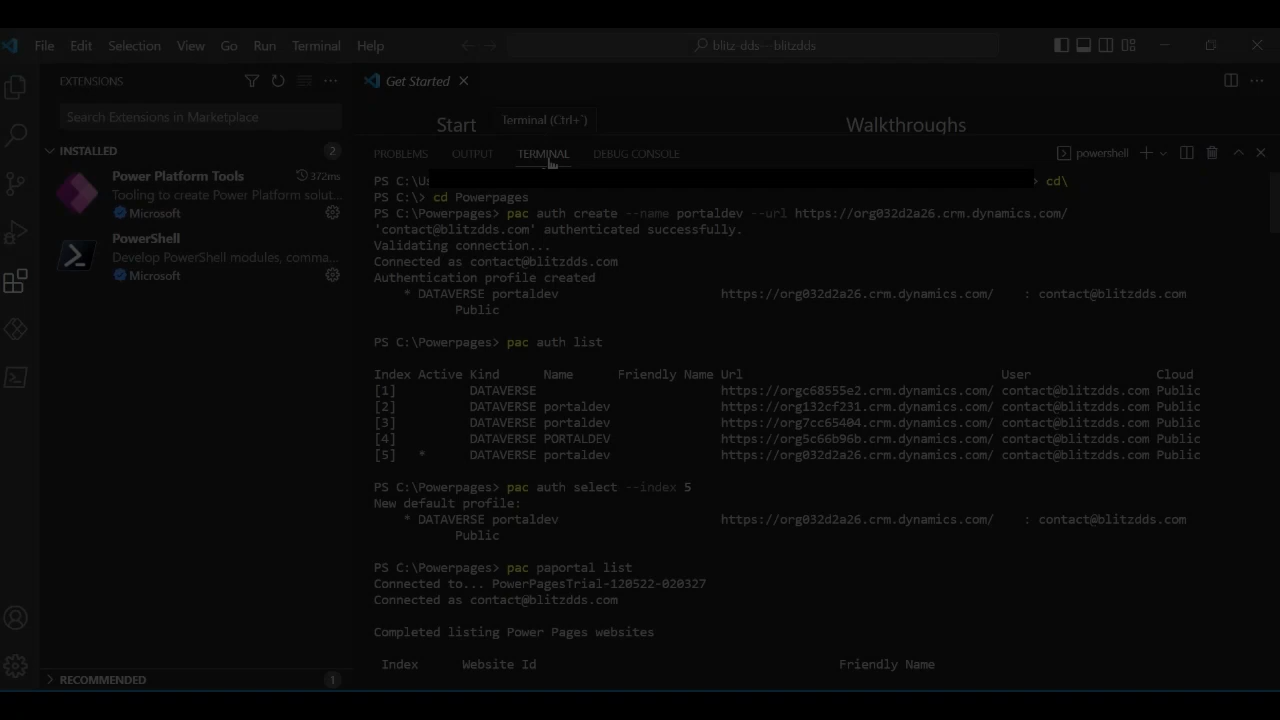 File Edit Selection View Go Run Terminal Help
blitz-dds - blitzdds
EXTENSIONS
Search Extensions in Marketplace
INSTALLED 2
Power Platform Tools 372ms
Tooling to create Power Platform solut...
Microsoft
PowerShell
Develop PowerShell modules, comma...
Microsoft
RECOMMENDED 1
Get Started
Start
Terminal (Ctrl+`)
Walkthroughs
PROBLEMS OUTPUT TERMINAL DEBUG CONSOLE
powershell
PS C:\Us > cd\
PS C:\> cd Powerpages
PS C:\Powerpages> pac auth create --name portaldev --url https://org032d2a26.crm.dynamics.com/
'contact@blitzdds.com' authenticated successfully.
Validating connection...
Connected as contact@blitzdds.com
Authentication profile created
* DATAVERSE portaldev https://org032d2a26.crm.dynamics.com/ : contact@blitzdds.com
Public
PS C:\Powerpages> pac auth list
Index Active Kind Name Friendly Name Url User Cloud
[1] DATAVERSE https://orgc68555e2.crm.dynamics.com/ contact@blitzdds.com Public
[2] DATAVERSE portaldev https://org132cf231.crm.dynamics.com/ contact@blitzdds.com Public
[3] DATAVERSE portaldev https://org7cc65404.crm.dynamics.com/ contact@blitzdds.com Public
[4] DATAVERSE PORTALDEV https://org5c66b96b.crm.dynamics.com/ contact@blitzdds.com Public
[5] * DATAVERSE portaldev https://org032d2a26.crm.dynamics.com/ contact@blitzdds.com Public
PS C:\Powerpages> pac auth select --index 5
New default profile:
* DATAVERSE portaldev https://org032d2a26.crm.dynamics.com/ : contact@blitzdds.com
Public
PS C:\Powerpages> pac paportal list
Connected to... PowerPagesTrial-120522-020327
Connected as contact@blitzdds.com
Completed listing Power Pages websites
Index Website Id Friendly Name